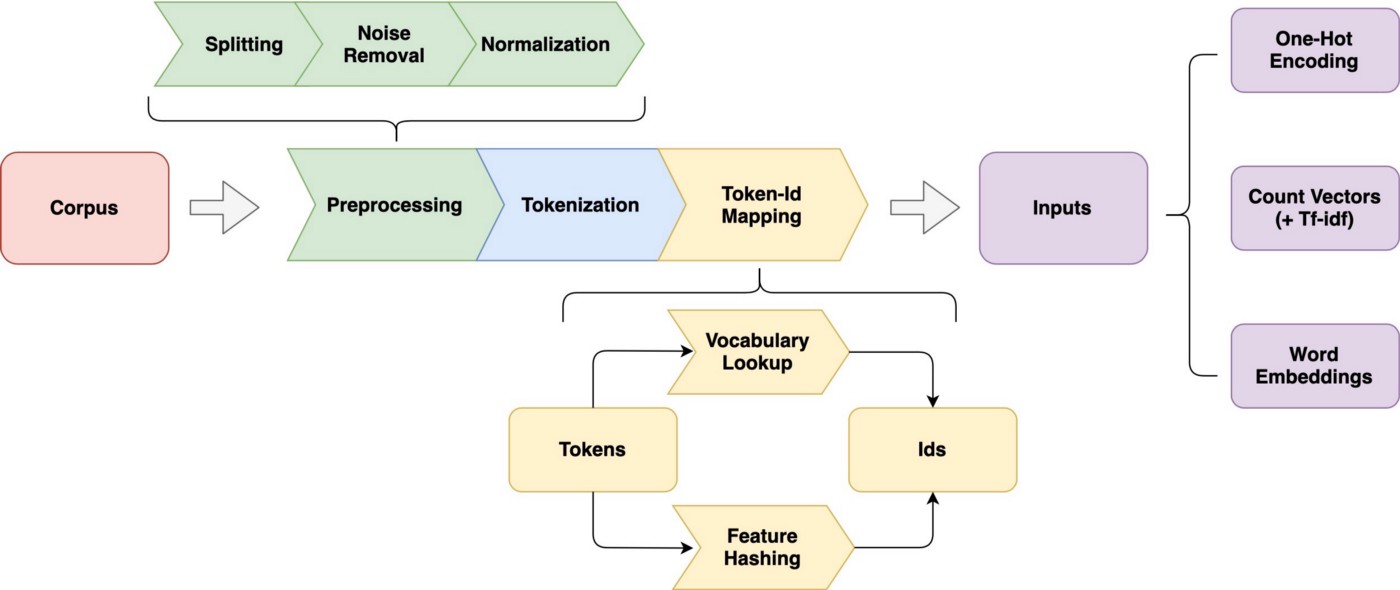 Splitting
Noise
Removal
Normalization
One-Hot
Encoding
Corpus
Preprocessing
Tokenization
Token-Id
Mapping
Inputs
Count Vectors
(+ Tf-idf)
Vocabulary
Lookup
Word
Embeddings
Tokens
Ids
Feature
Hashing